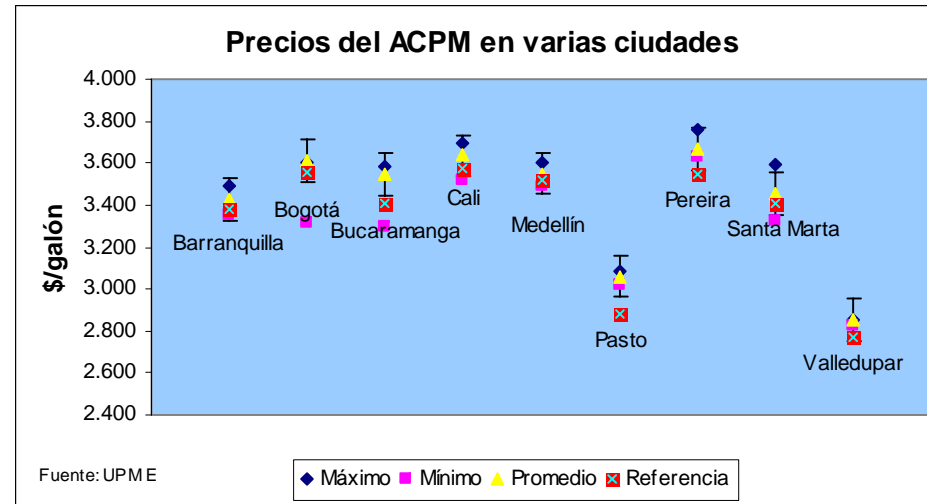 Precios del ACPM en varias ciudades
$/galón
4.000
3.800
3.600
3.400
3.200
3.000
2.800
2.600
2.400
Barranquilla
Bogotá
Bucaramanga
Cali
Medellín
Pasto
Pereira
Santa Marta
Valledupar
Fuente: UPME
Máximo Mínimo Promedio Referencia